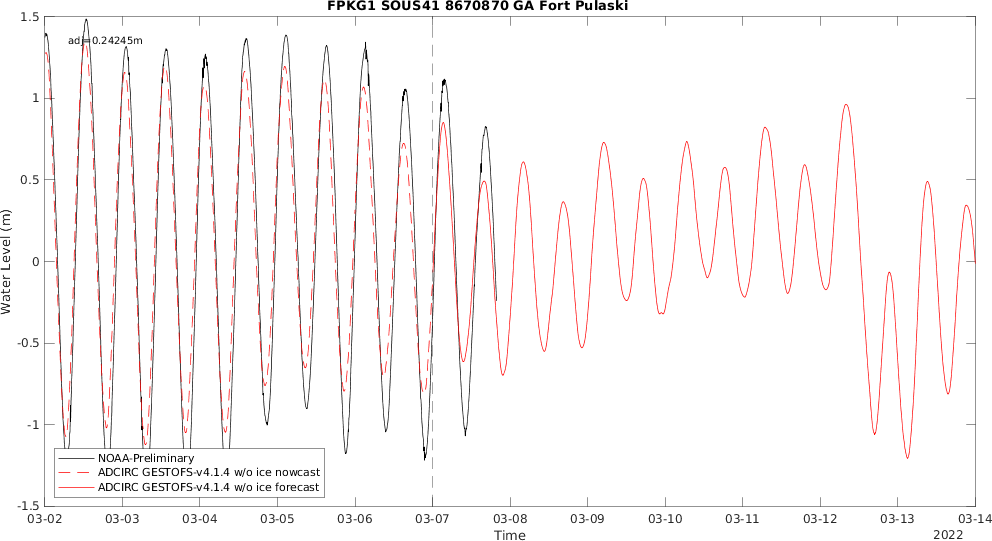 FPKG1 SOUS41 8670870 GA Fort Pulaski
adj=0.24245m
1.5
1
0.5
0
-0.5
-1
-1.5
Water Level (m)
NOAA-Preliminary
ADCIRC GESTOFS-v4.1.4 w/o ice nowcast
ADCIRC GESTOFS-v4.1.4 w/o ice forecast
03-02 03-03 03-04 03-05 03-06 03-07 03-08 03-09 03-10 03-11 03-12 03-13 03-14
Time
2022